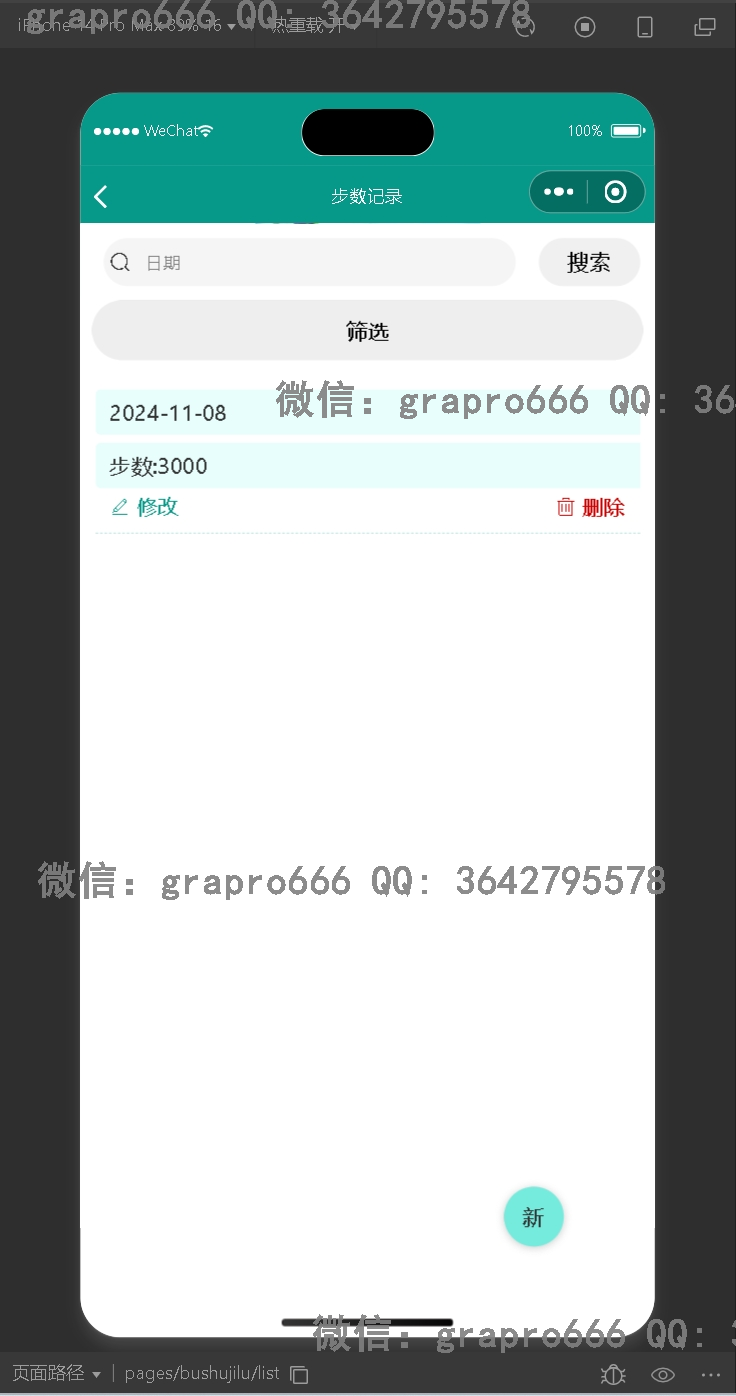 iPhone 14 Pro Max 89% 16 热重载 开
grapro666 QQ: 3642795578
WeChat 100%
步数记录
日期 搜索
筛选
微信：grapro666 QQ: 36
2024-11-08
步数:3000
修改 删除
微信：grapro666 QQ: 3642795578
新
微信：grapro666 QQ:
页面路径 pages/bushujilu/list